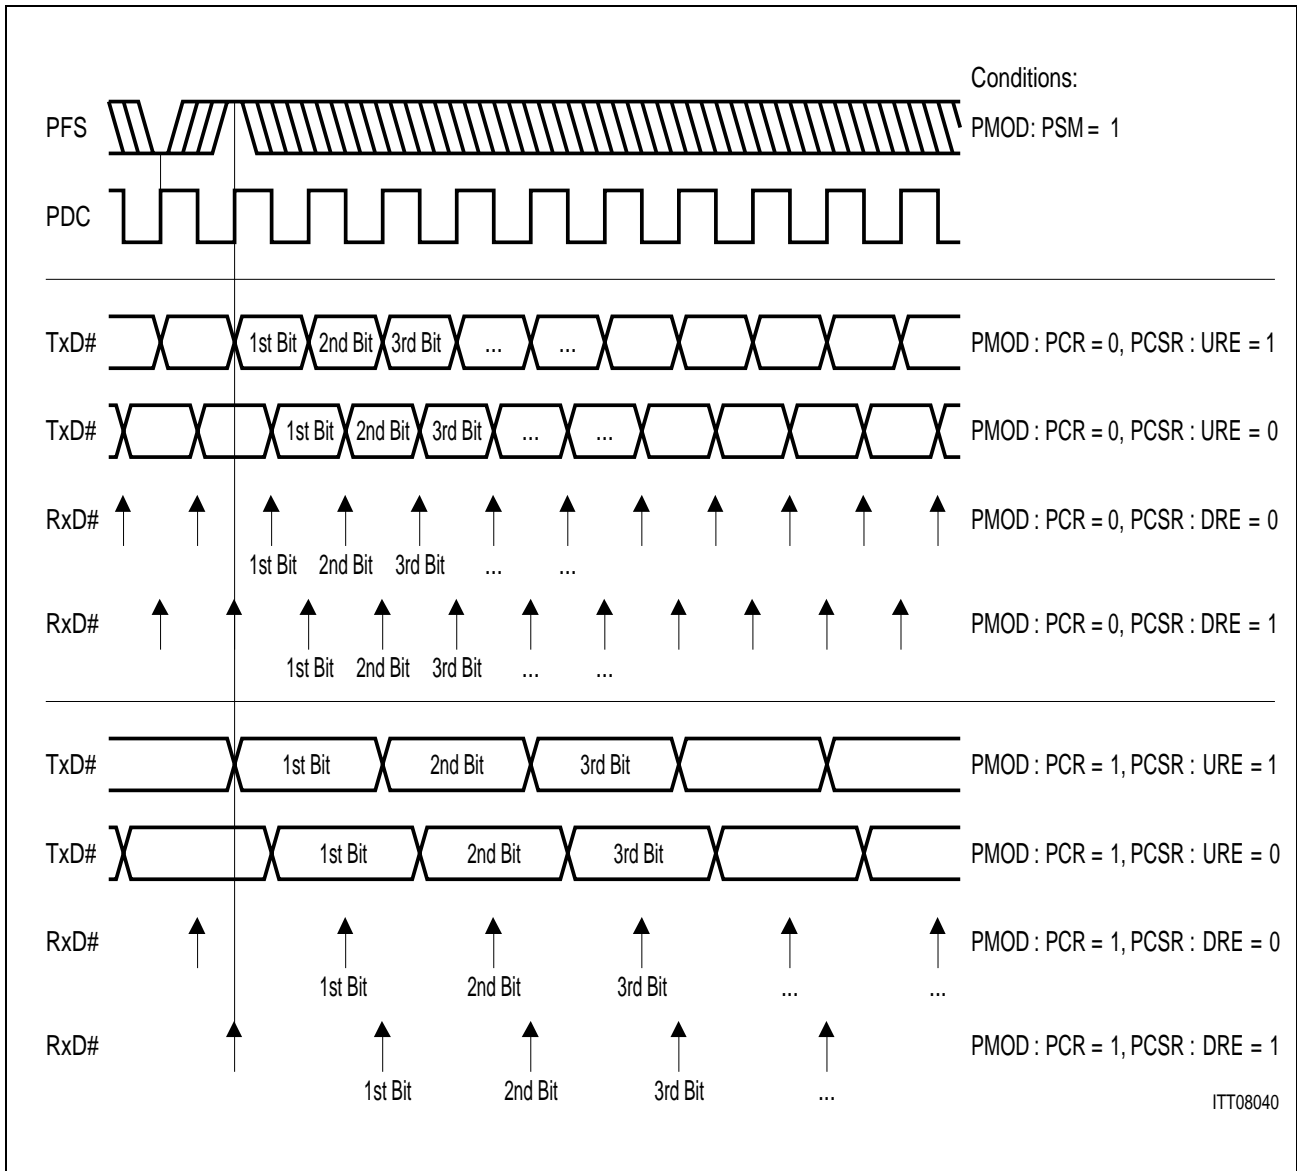 Conditions:
PFS PMOD: PSM = 1
PDC
TxD# 1st Bit 2nd Bit 3rd Bit ... ... PMOD : PCR = 0, PCSR : URE = 1
TxD# 1st Bit 2nd Bit 3rd Bit ... ... PMOD : PCR = 0, PCSR : URE = 0
RxD# PMOD : PCR = 0, PCSR : DRE = 0
1st Bit 2nd Bit 3rd Bit ... ...
RxD# PMOD : PCR = 0, PCSR : DRE = 1
1st Bit 2nd Bit 3rd Bit ... ...
TxD# 1st Bit 2nd Bit 3rd Bit PMOD : PCR = 1, PCSR : URE = 1
TxD# 1st Bit 2nd Bit 3rd Bit PMOD : PCR = 1, PCSR : URE = 0
RxD# PMOD : PCR = 1, PCSR : DRE = 0
1st Bit 2nd Bit 3rd Bit ... ...
RxD# PMOD : PCR = 1, PCSR : DRE = 1
1st Bit 2nd Bit 3rd Bit ...
ITT08040